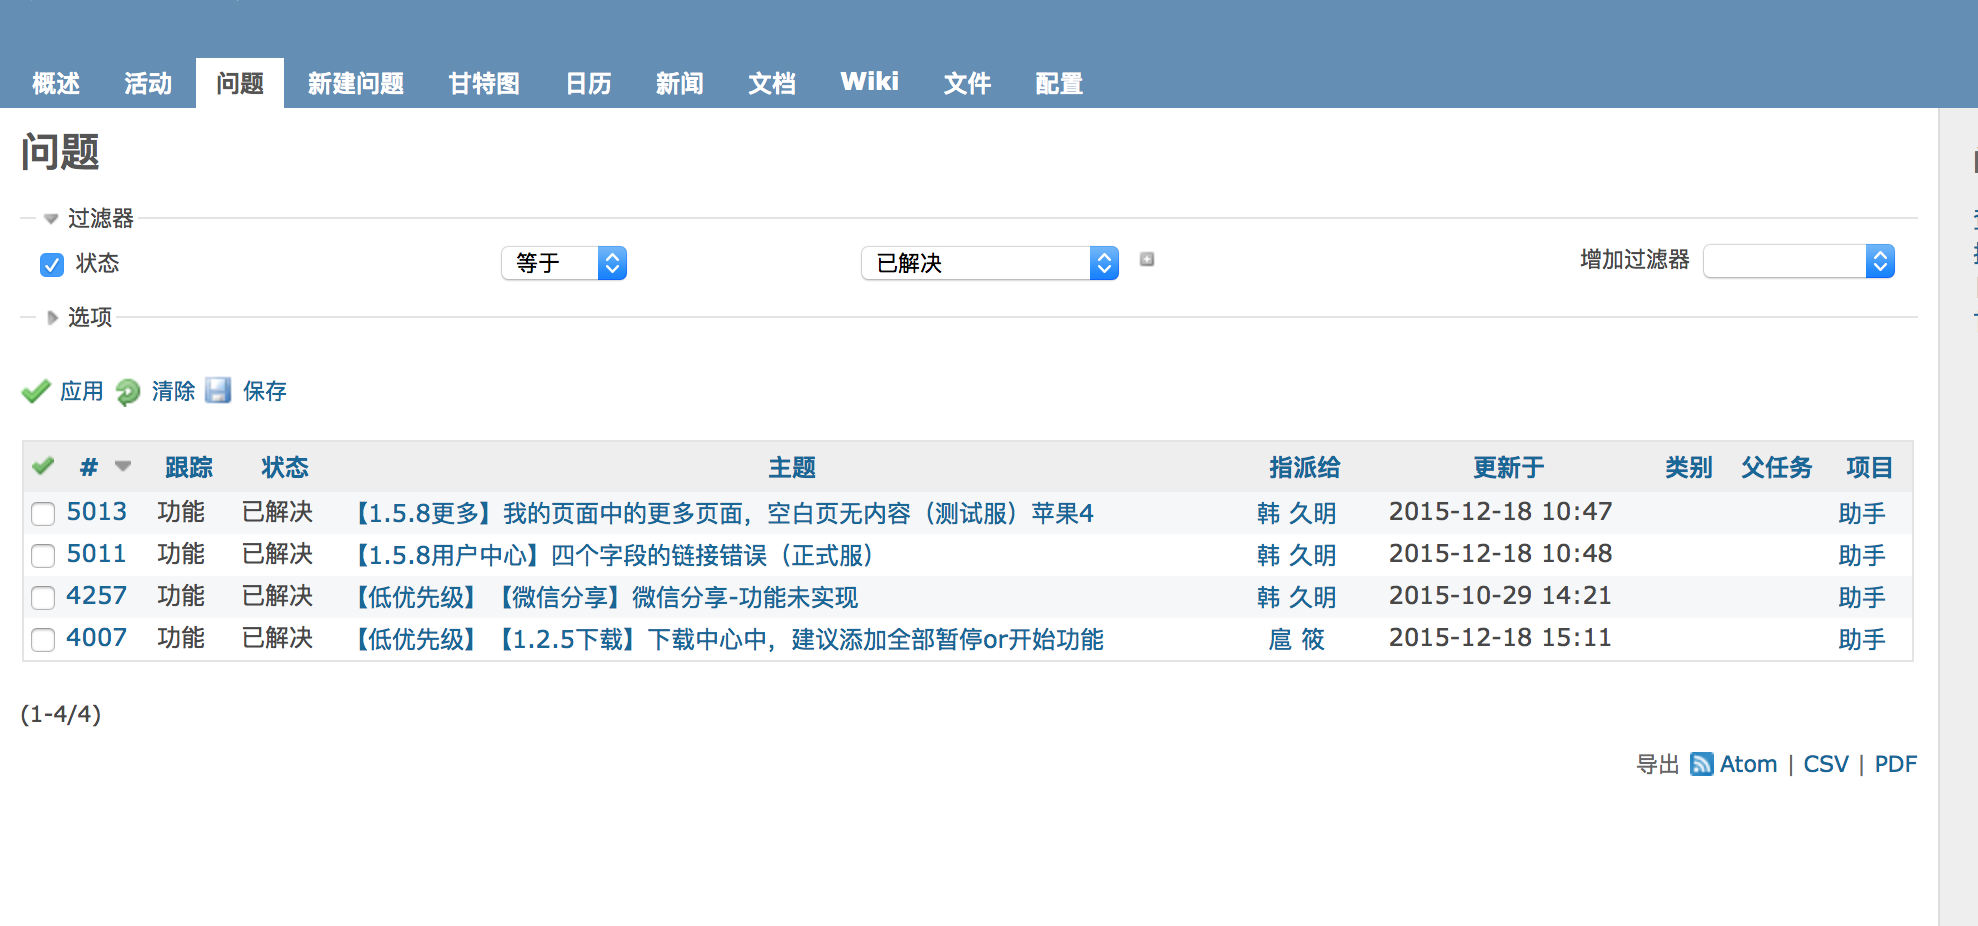 概述 活动 问题 新建问题 甘特图 日历 新闻 文档 Wiki 文件 配置
问题
过滤器
状态 等于 已解决 增加过滤器
选项
应用 清除 保存
# 跟踪 状态 主题 指派给 更新于 类别 父任务 项目
5013 功能 已解决 【1.5.8更多】我的页面中的更多页面，空白页无内容（测试服）苹果4 韩 久明 2015-12-18 10:47 助手
5011 功能 已解决 【1.5.8用户中心】四个字段的链接错误（正式服） 韩 久明 2015-12-18 10:48 助手
4257 功能 已解决 【低优先级】【微信分享】微信分享-功能未实现 韩 久明 2015-10-29 14:21 助手
4007 功能 已解决 【低优先级】【1.2.5下载】下载中心中，建议添加全部暂停or开始功能 扈 筱 2015-12-18 15:11 助手
(1-4/4)
导出 Atom | CSV | PDF